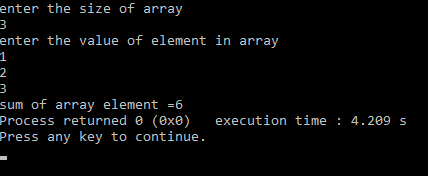 enter the size of array
3
enter the value of element in array
1
2
3
sum of array element =6
Process returned 0 (0x0)   execution time : 4.209 s
Press any key to continue.